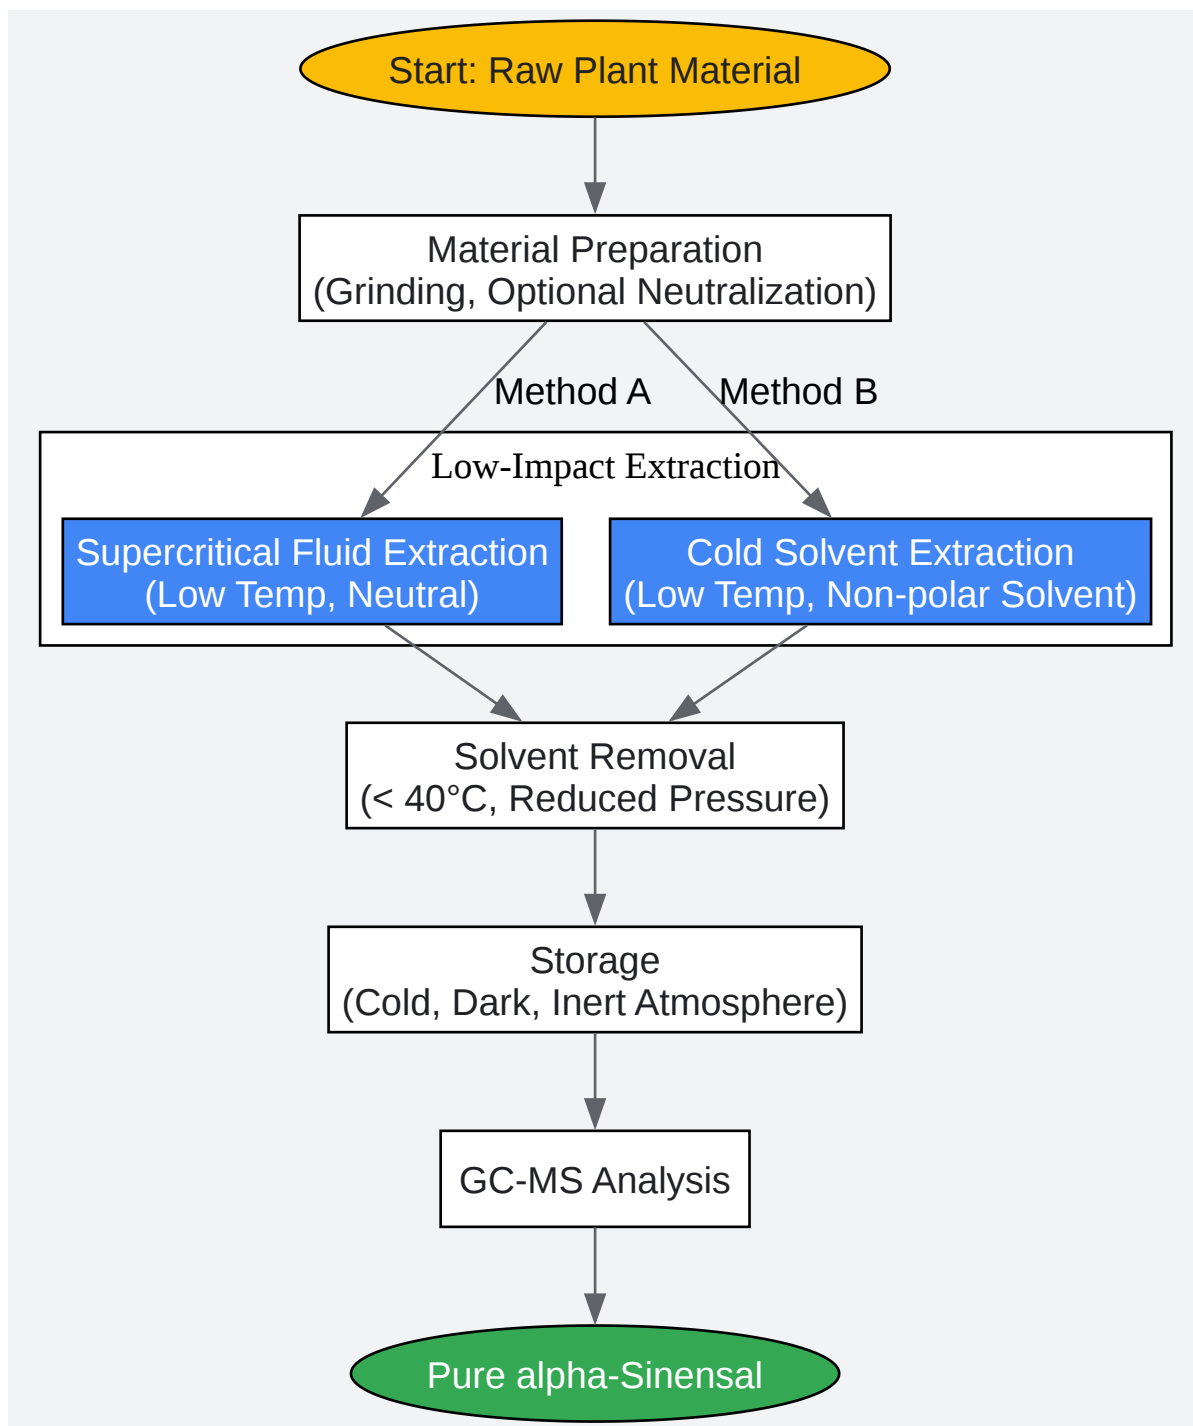 Start: Raw Plant Material
Material Preparation
(Grinding, Optional Neutralization)
Method A
Method B
Low-Impact Extraction
Supercritical Fluid Extraction
(Low Temp, Neutral)
Cold Solvent Extraction
(Low Temp, Non-polar Solvent)
Solvent Removal
(< 40°C, Reduced Pressure)
Storage
(Cold, Dark, Inert Atmosphere)
GC-MS Analysis
Pure alpha-Sinensal